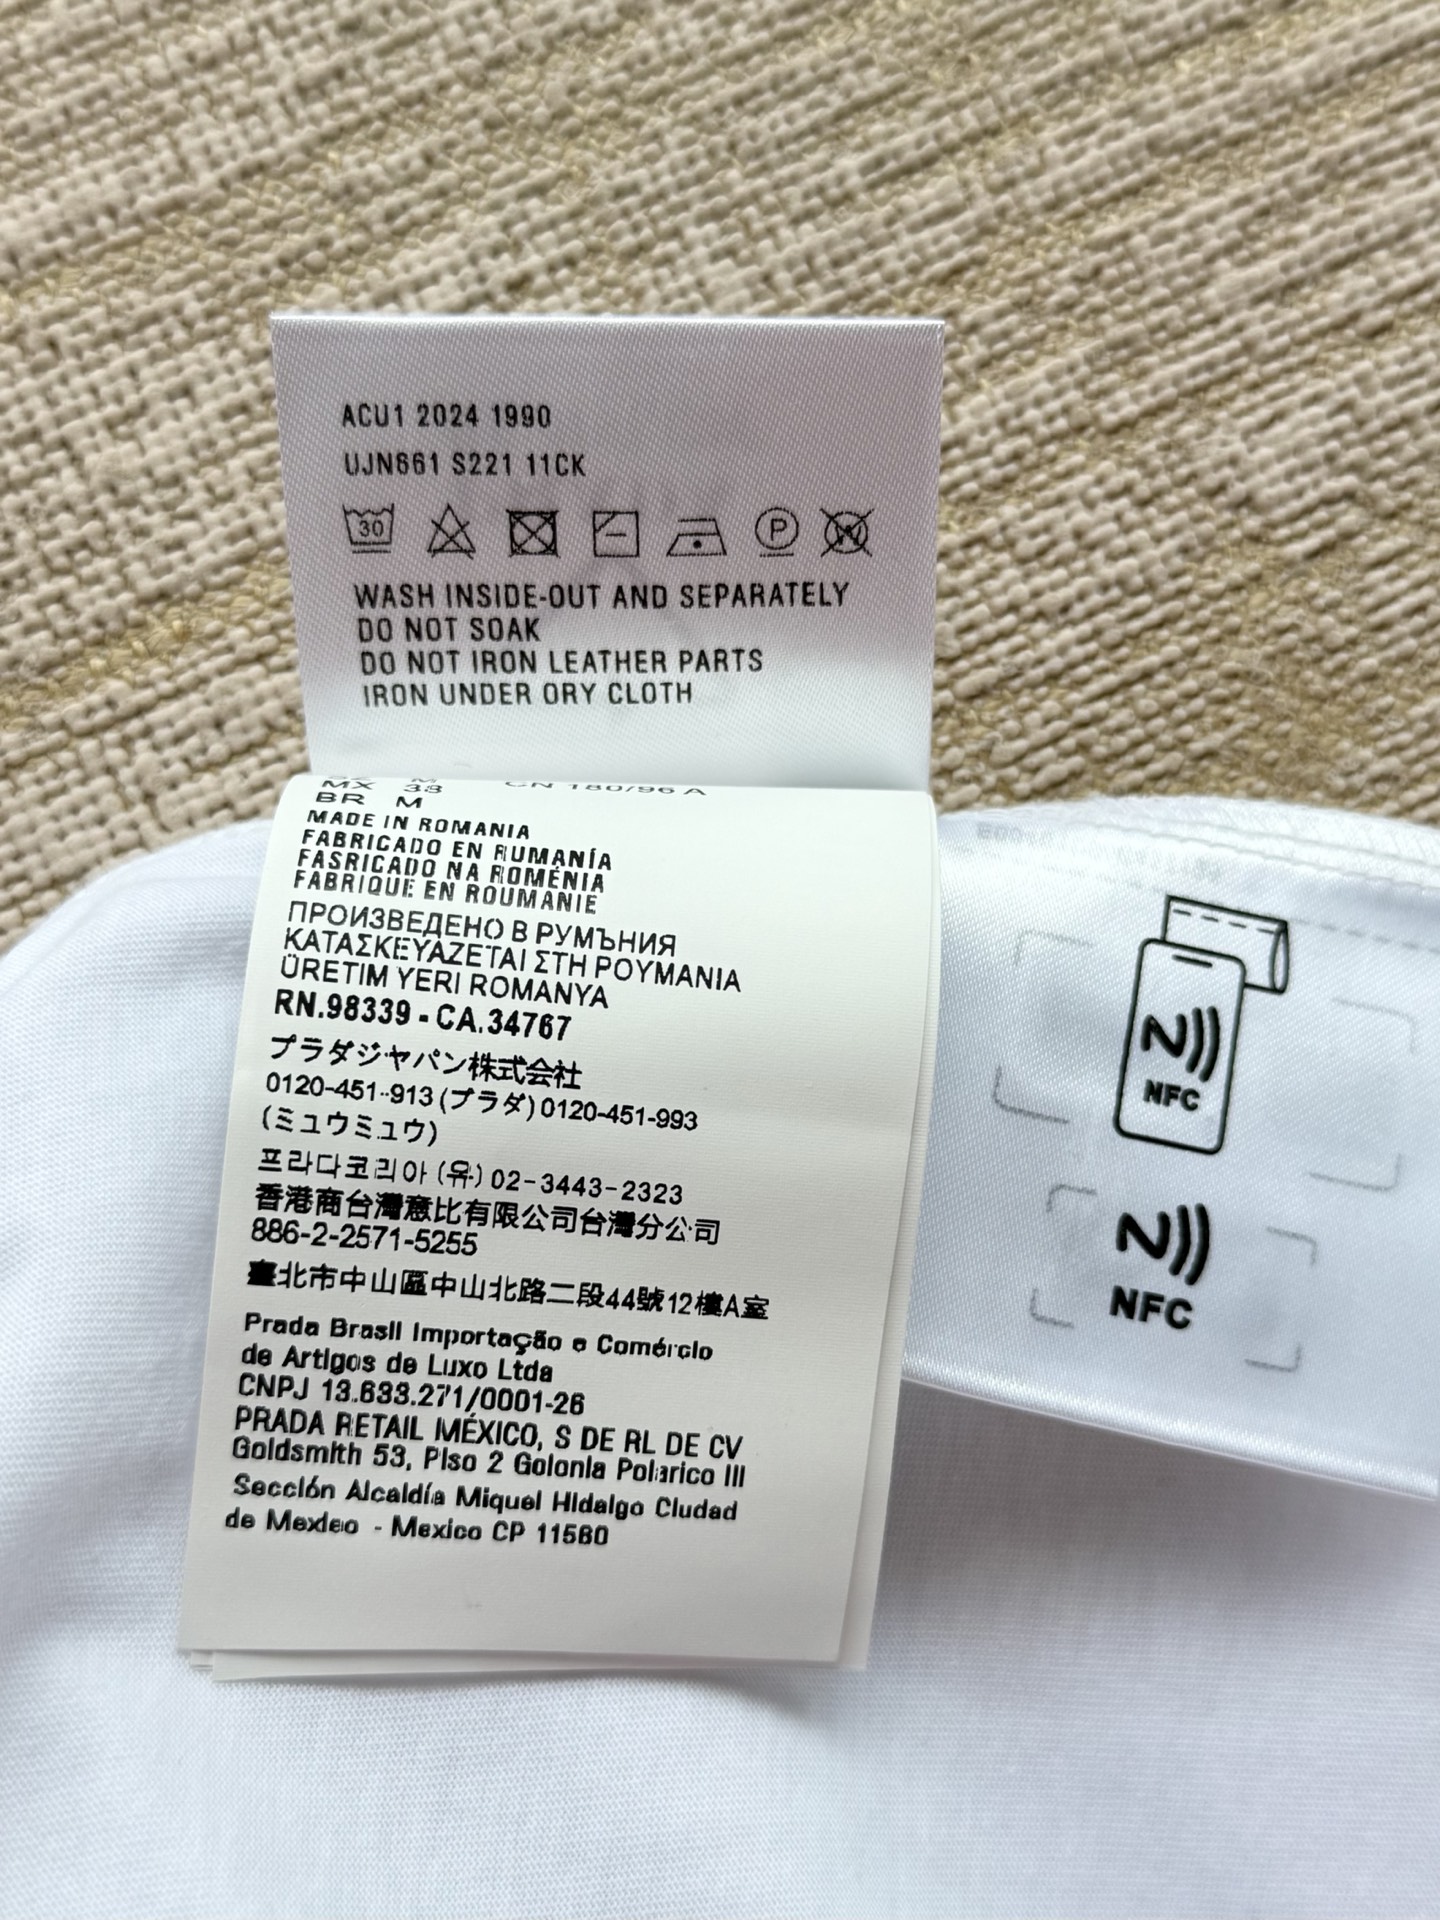 ACU1 2024 1990
UJN661 S221 11CK
30
P
W
WASH INSIDE-OUT AND SEPARATELY
DO NOT SOAK
DO NOT IRON LEATHER PARTS
IRON UNDER ORY CLOTH
MX 38 CN 180/96 A
BR M
MADE IN ROMANIA
FABRICADO EN RUMANÍA
FASRICADO NA ROMÉNIA
FABRIQUE EN ROUMANIE
ПРОИЗВЕДЕНО В РУМЪНИЯ
ΚΑΤΑΣΚΕΥΑΖΕΤΑΙ ΣΤΗ ΡΟΥΜΑΝΙΑ
ÜRETIM YERI ROMANYA
RN.98339 - CA.34767
プラダジャパン株式会社
0120-451-913 (プラダ) 0120-451-993
(ミュウミュウ)
프라다코리아 (유) 02-3443-2323
香港商台灣意比有限公司台灣分公司
886-2-2571-5255
臺北市中山區中山北路二段44號12樓A室
Prada Brasil Importação e Comércio
de Artigos de Luxo Ltda
CNPJ 13.633.271/0001-26
PRADA RETAIL MÉXICO, S DE RL DE CV
Goldsmith 53, Piso 2 Golonia Polarico III
Sección Alcaldía Miquel Hidalgo Ciudad
de Mexleo - Mexico CP 11560
NFC
NFC